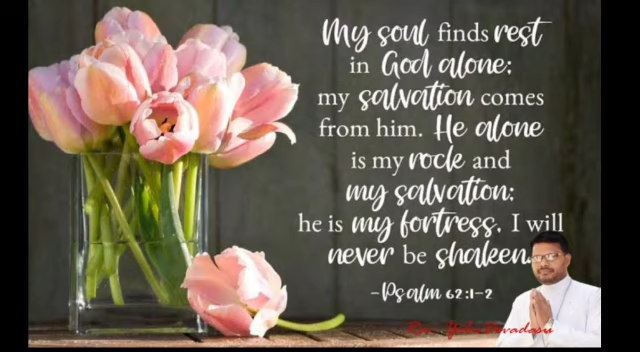 My soul finds rest
in God alone;
my salvation comes
from him. He alone
is my rock and
my salvation;
he is my fortress, I will
never be shaken.
-Psalm 62:1-2